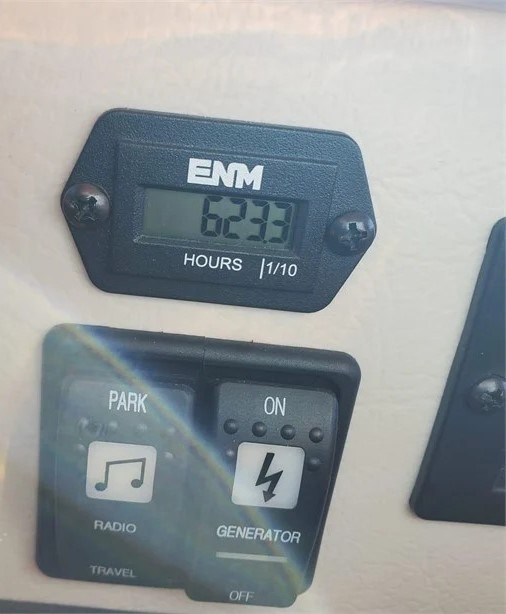 ENM
623.3
HOURS 1/10
PARK
ON
RADIO
GENERATOR
TRAVEL
OFF